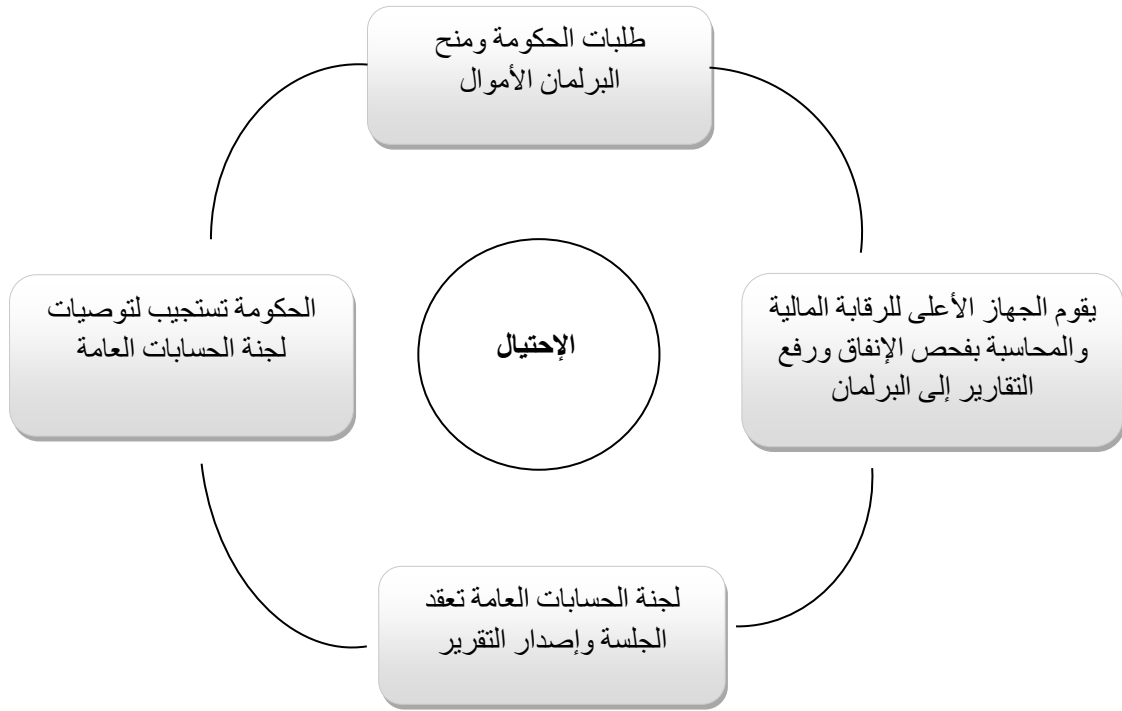 طلبات الحكومة ومنح
البرلمان الأموال
الحكومة تستجيب لتوصيات
لجنة الحسابات العامة
الإحتيال
يقوم الجهاز الأعلى للرقابة المالية
والمحاسبة بفحص الإنفاق ورفع
التقارير إلى البرلمان
لجنة الحسابات العامة تعقد
الجلسة وإصدار التقرير